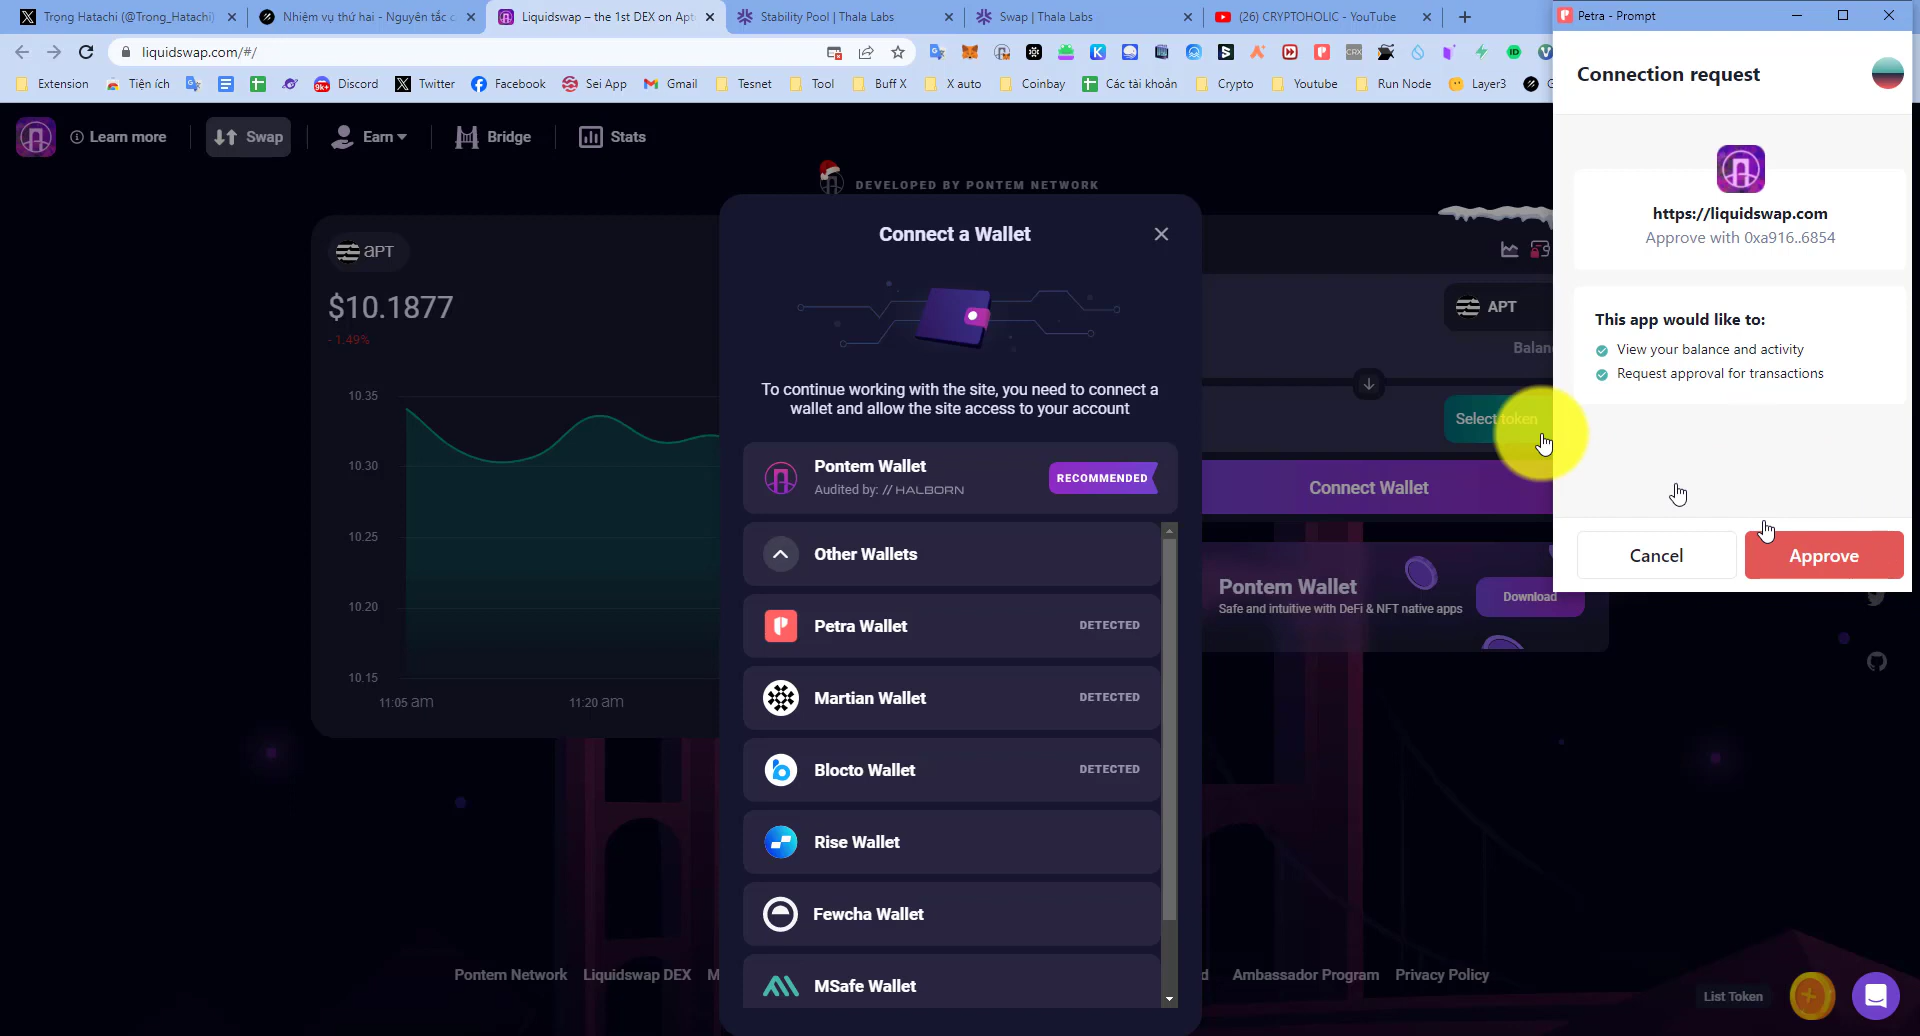 Trọng Hatachi (@Trong_Hatachi)
Nhiệm vụ thứ hai - Nguyên tắc c
Liquidswap – the 1st DEX on Apt
Stability Pool | Thala Labs
Swap | Thala Labs
(26) CRYPTOHOLIC - YouTube
liquidswap.com/#/
CRX
ID
Extension
Tiện ích
9k+
Discord
Twitter
Facebook
Sei App
Gmail
Tesnet
Tool
Buff X
X auto
Coinbay
Các tài khoản
Crypto
Youtube
Run Node
Layer3
Learn more
Swap
Earn
Bridge
Stats
DEVELOPED BY PONTEM NETWORK
APT
$10.1877
- 1.49%
10.35
10.30
10.25
10.20
10.15
11:05 am
11:20 am
Connect a Wallet
To continue working with the site, you need to connect a
wallet and allow the site access to your account
Pontem Wallet
Audited by: // HALBORN
RECOMMENDED
Other Wallets
Petra Wallet
DETECTED
Martian Wallet
DETECTED
Blocto Wallet
DETECTED
Rise Wallet
Fewcha Wallet
MSafe Wallet
APT
Balan
Select token
Connect Wallet
Pontem Wallet
Safe and intuitive with DeFi & NFT native apps
Download
Petra - Prompt
Connection request
https://liquidswap.com
Approve with 0xa916..6854
This app would like to:
View your balance and activity
Request approval for transactions
Cancel
Approve
Pontem Network
Liquidswap DEX
M
d
Ambassador Program
Privacy Policy
List Token